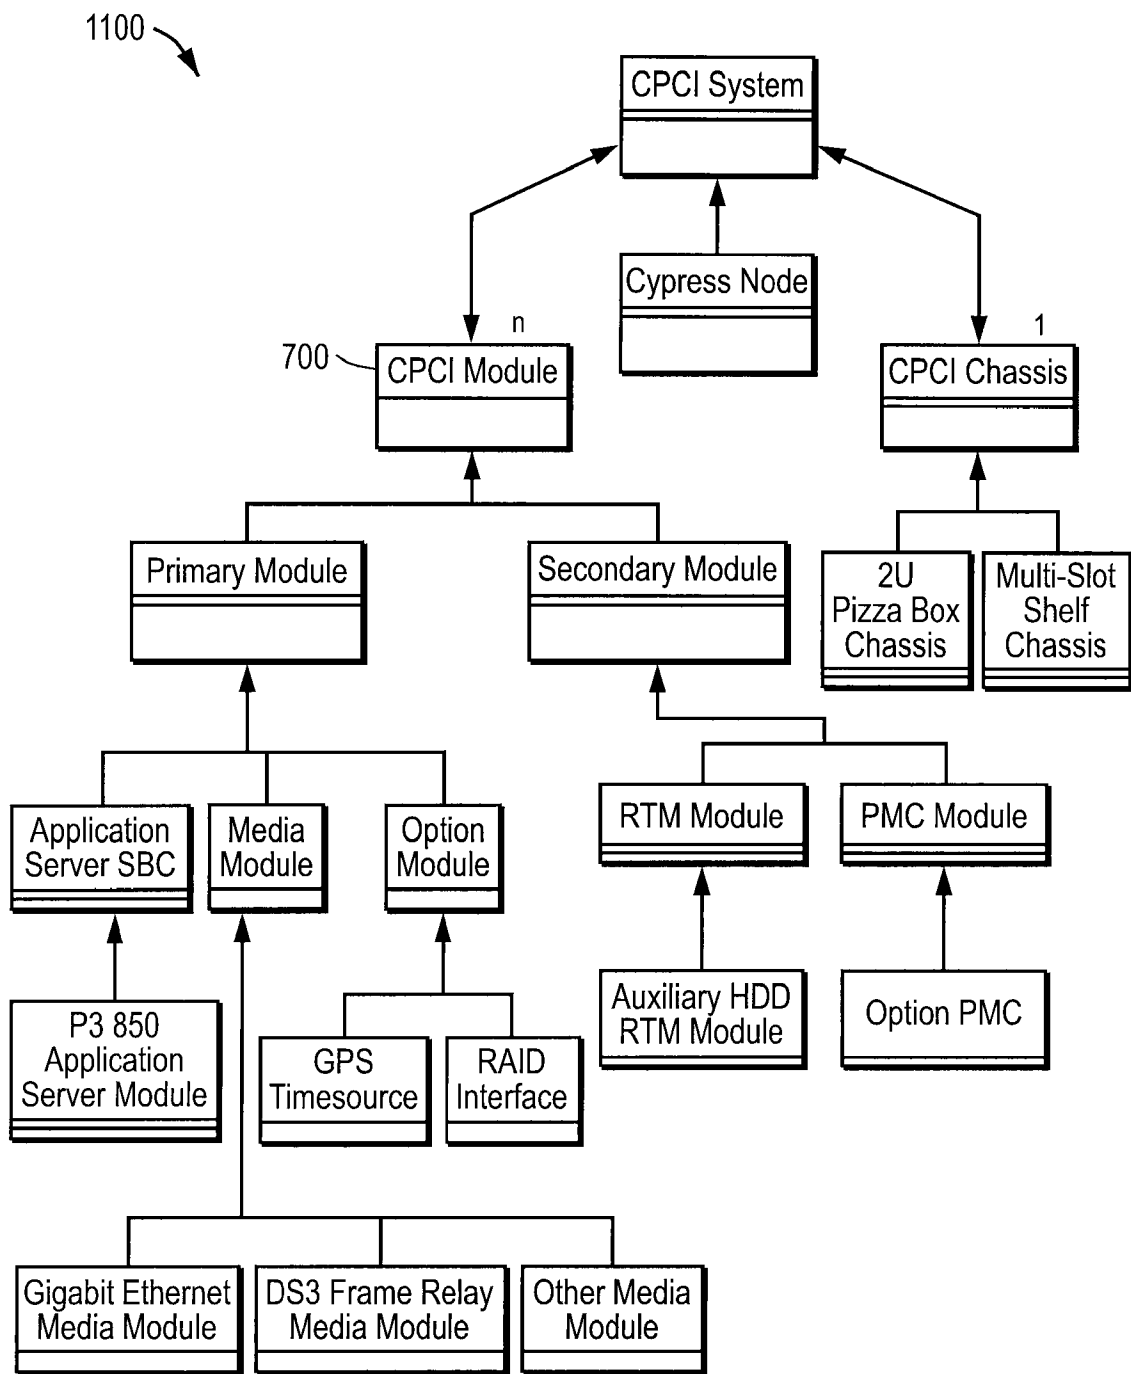 1100
CPCI System
Cypress Node
n
1
700
CPCI Module
CPCI Chassis
Primary Module
Secondary Module
2U
Pizza Box
Chassis
Multi-Slot
Shelf
Chassis
Application
Server SBC
Media
Module
Option
Module
RTM Module
PMC Module
P3 850
Application
Server Module
GPS
Timesource
RAID
Interface
Auxiliary HDD
RTM Module
Option PMC
Gigabit Ethernet
Media Module
DS3 Frame Relay
Media Module
Other Media
Module